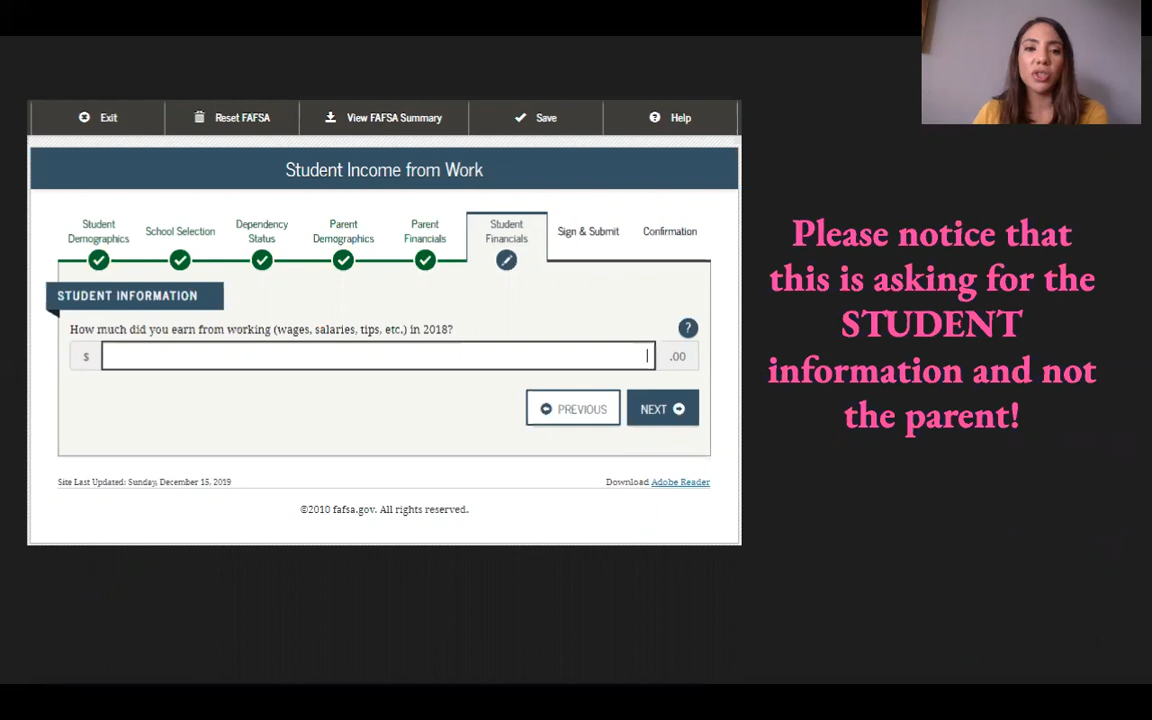 Exit
Reset FAFSA
View FAFSA Summary
Save
Help
Student Income from Work
Student
Demographics
School Selection
Dependency
Status
Parent
Demographics
Parent
Financials
Student
Financials
Sign & Submit
Confirmation
STUDENT INFORMATION
How much did you earn from working (wages, salaries, tips, etc.) in 2018?
?
$
.00
PREVIOUS
NEXT
Site Last Updated: Sunday, December 15, 2019
Download Adobe Reader
©2010 fafsa.gov. All rights reserved.
Please notice that
this is asking for the
STUDENT
information and not
the parent!